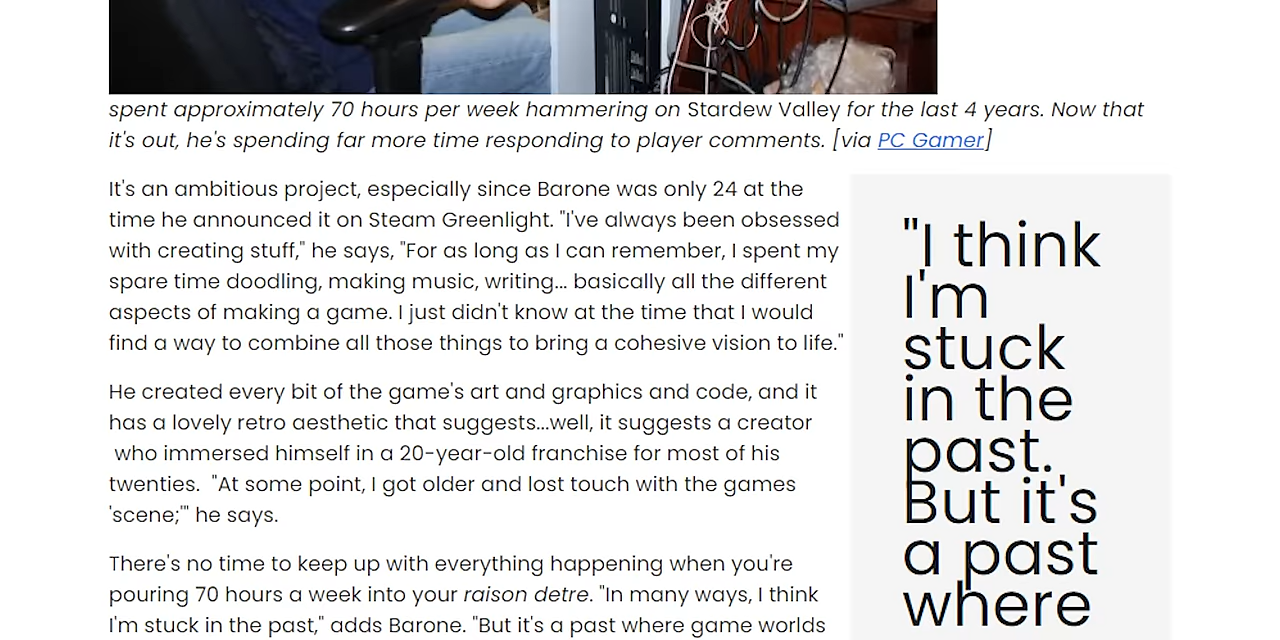 spent approximately 70 hours per week hammering on Stardew Valley for the last 4 years. Now that
it's out, he's spending far more time responding to player comments. [via PC Gamer]
It's an ambitious project, especially since Barone was only 24 at the
time he announced it on Steam Greenlight. "I've always been obsessed
with creating stuff," he says, "For as long as I can remember, I spent my
spare time doodling, making music, writing... basically all the different
aspects of making a game. I just didn't know at the time that I would
find a way to combine all those things to bring a cohesive vision to life."
He created every bit of the game's art and graphics and code, and it
has a lovely retro aesthetic that suggests...well, it suggests a creator
who immersed himself in a 20-year-old franchise for most of his
twenties.  "At some point, I got older and lost touch with the games
'scene;'" he says.
There's no time to keep up with everything happening when you're
pouring 70 hours a week into your raison detre. "In many ways, I think
I'm stuck in the past," adds Barone. "But it's a past where game worlds
"I think
I'm
stuck
in the
past.
But it's
a past
where